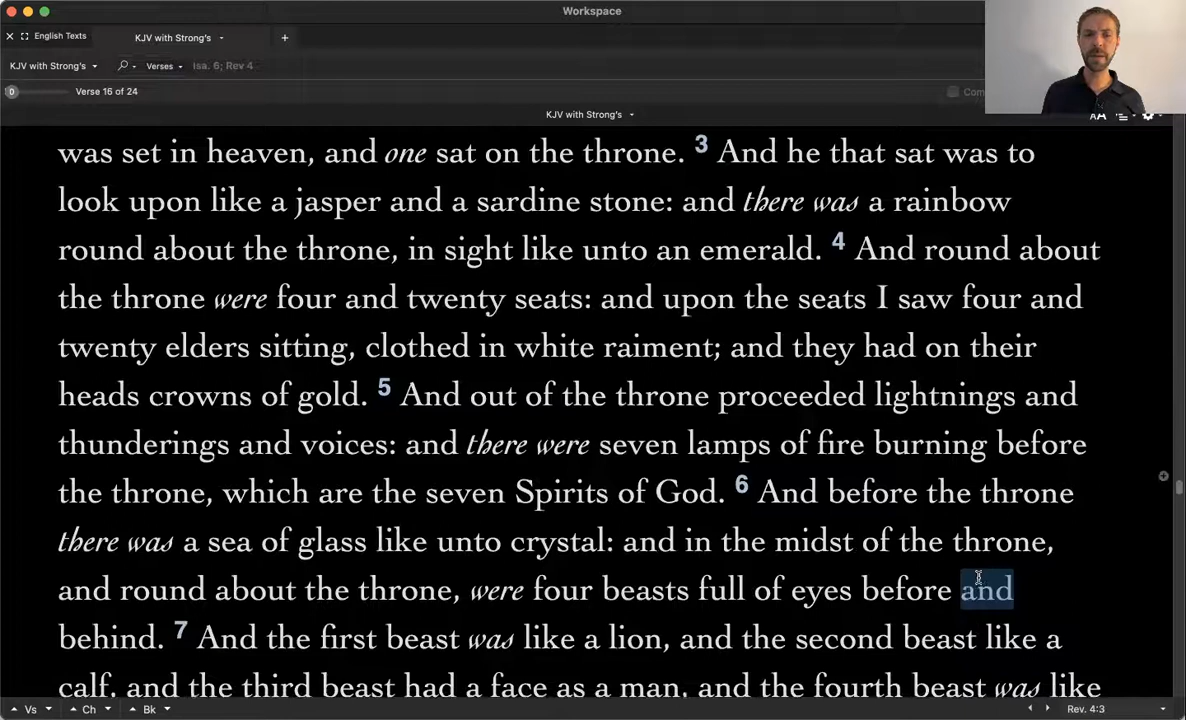 Workspace
English Texts
KJV with Strong's
+
KJV with Strong's
Verses
Isa. 6; Rev 4
0
Verse 16 of 24
Com
KJV with Strong's
AA
was set in heaven, and one sat on the throne. 3 And he that sat was to
look upon like a jasper and a sardine stone: and there was a rainbow
round about the throne, in sight like unto an emerald. 4 And round about
the throne were four and twenty seats: and upon the seats I saw four and
twenty elders sitting, clothed in white raiment; and they had on their
heads crowns of gold. 5 And out of the throne proceeded lightnings and
thunderings and voices: and there were seven lamps of fire burning before
the throne, which are the seven Spirits of God. 6 And before the throne
there was a sea of glass like unto crystal: and in the midst of the throne,
and round about the throne, were four beasts full of eyes before and
behind. 7 And the first beast was like a lion, and the second beast like a
calf, and the third beast had a face as a man, and the fourth beast was like
Vs
Ch
Bk
Rev. 4:3